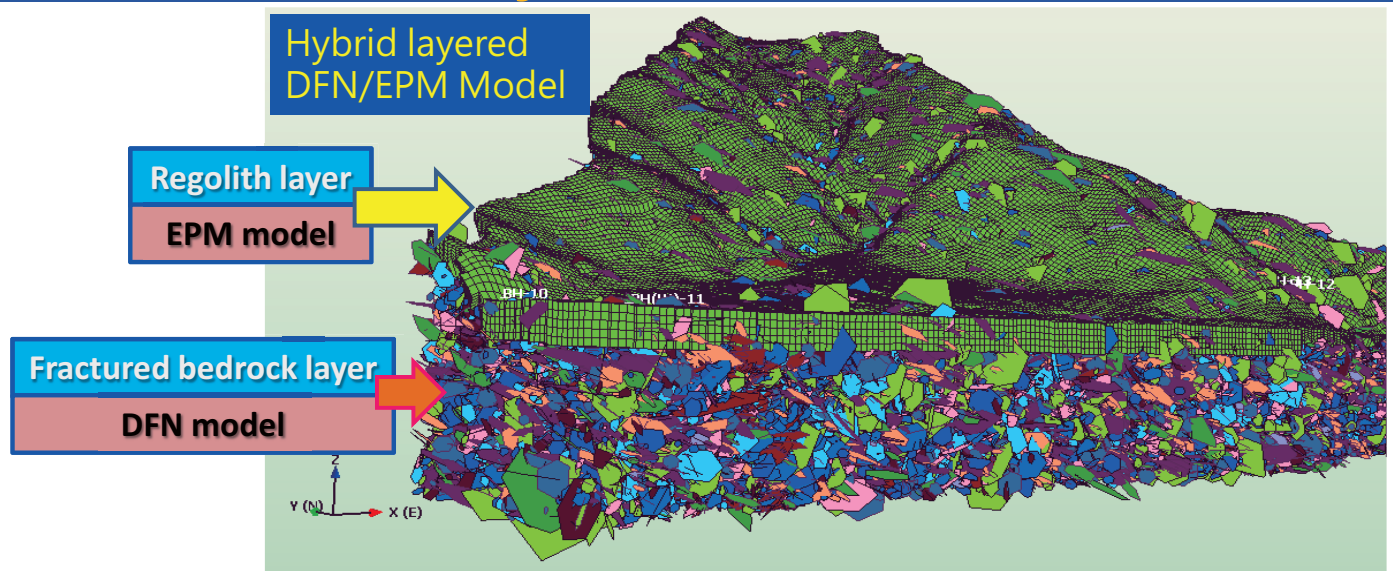 Hybrid layered
DFN/EPM Model
Regolith layer
EPM model
BH-10
Fractured bedrock layer
DFN model
Z
Y (N)
X (E)